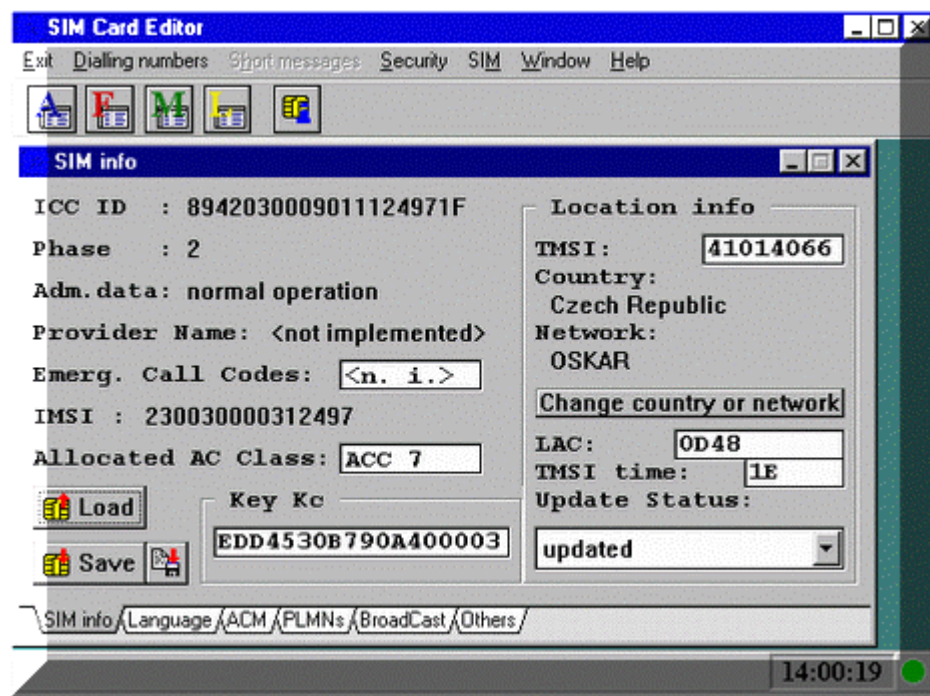 SIM Card Editor
Exit Dialling numbers Short messages Security SIM Window Help
A F M L
SIM info
ICC ID : 8942030009011124971F
Phase : 2
Adm.data: normal operation
Provider Name: <not implemented>
Emerg. Call Codes: <n. i.>
IMSI : 230030000312497
Allocated AC Class: ACC 7
Load
Save
Key Kc
EDD4530B790A400003
Location info
TMSI: 41014066
Country:
Czech Republic
Network:
OSKAR
Change country or network
LAC: 0D48
TMSI time: 1E
Update Status:
updated
SIM info Language ACM PLMNs BroadCast Others
14:00:19